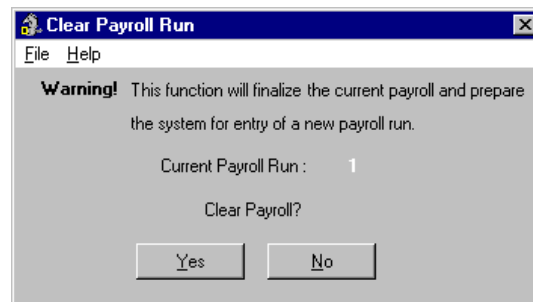 Clear Payroll Run
File Help
Warning! This function will finalize the current payroll and prepare
the system for entry of a new payroll run.
Current Payroll Run : 1
Clear Payroll?
Yes No